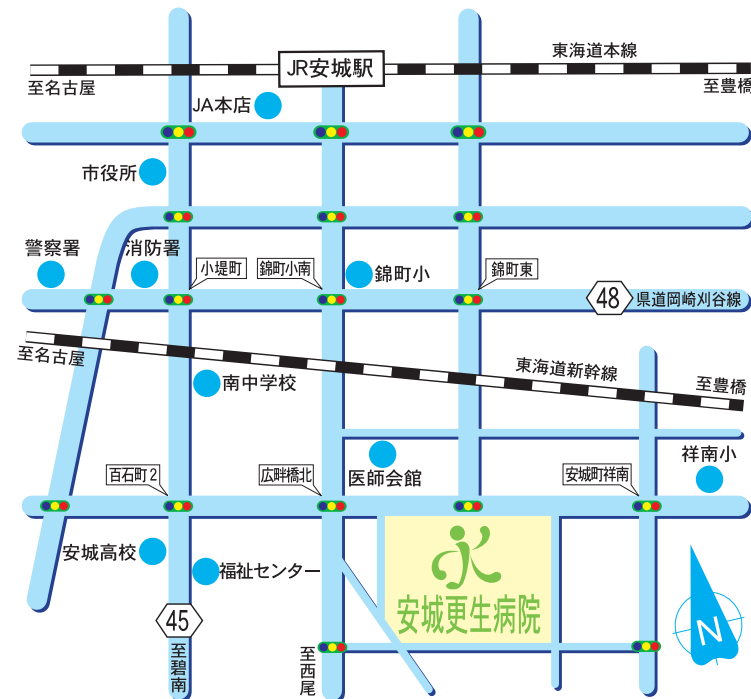 東海道本線
JR安城駅
至名古屋
至豊橋
JA本店
市役所
警察署
消防署
小堤町
錦町小南
錦町小
錦町東
48
県道岡崎刈谷線
至名古屋
東海道新幹線
至豊橋
南中学校
百石町2
広畔橋北
医師会館
安城町祥南
祥南小
安城高校
福祉センター
安城更生病院
45
至碧南
至西尾
N